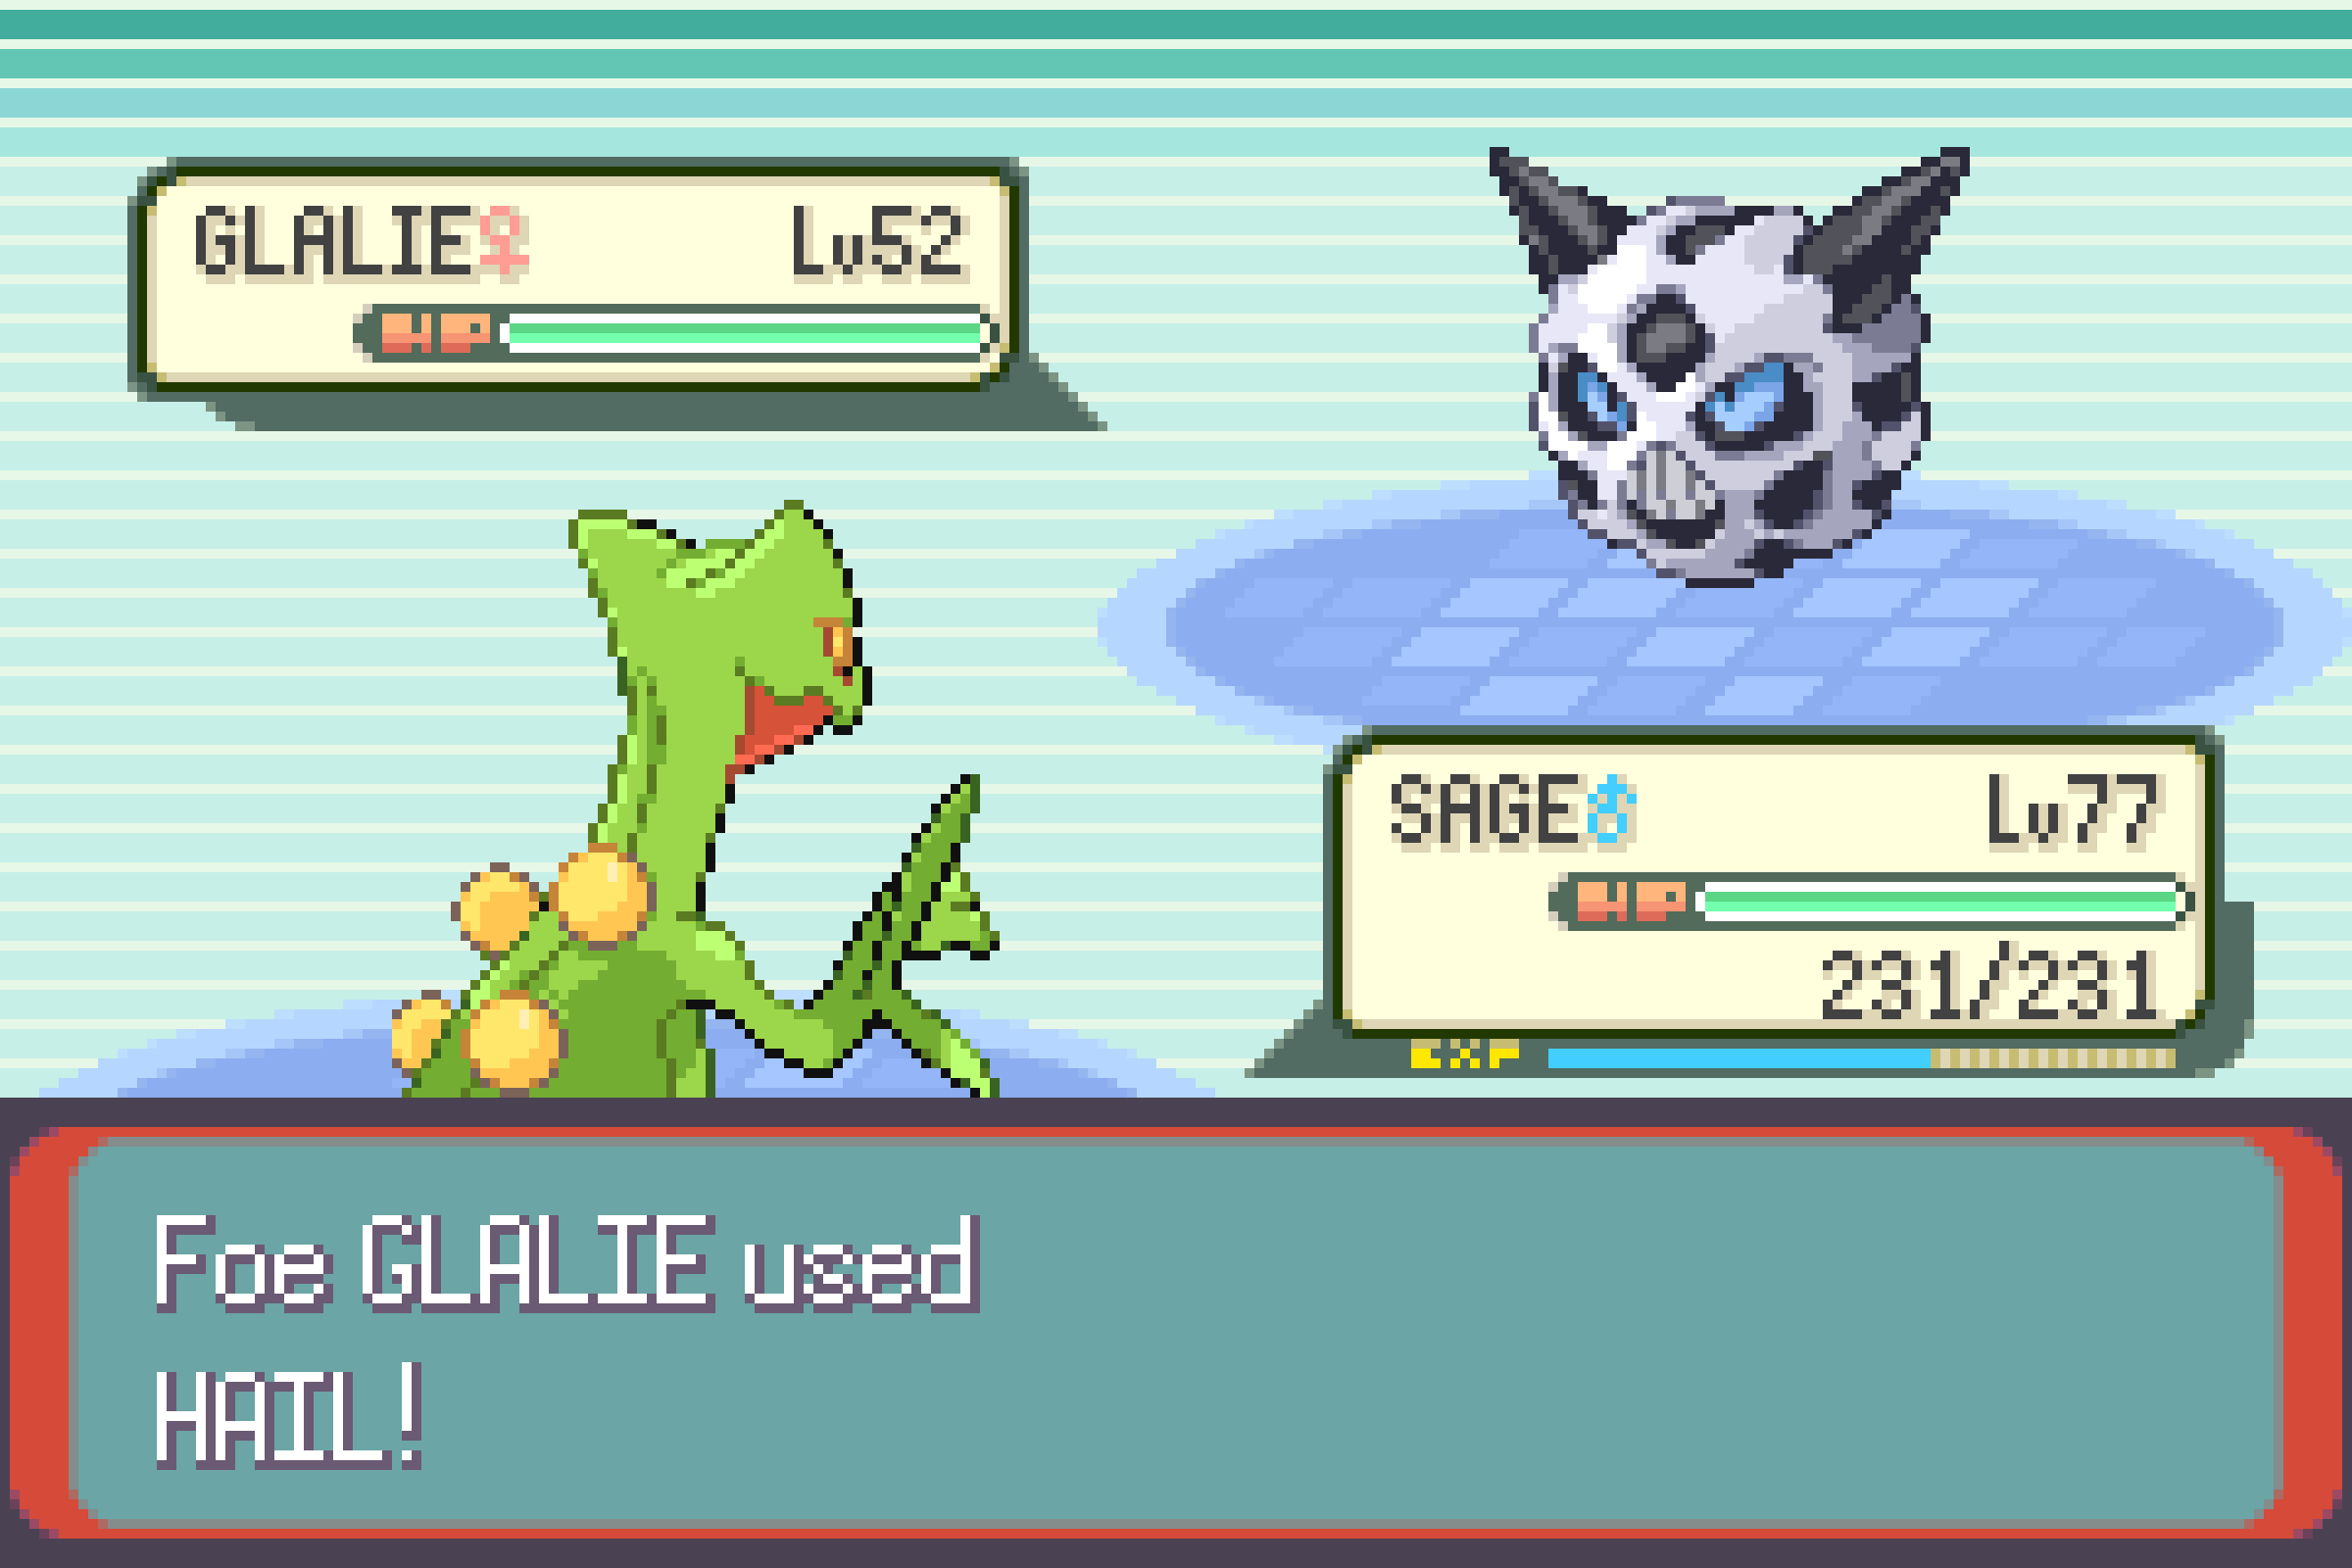 GLALIE♀ Lv52
HP
SAGE♂ Lv77
HP
231/231
EXP
Foe GLALIE used
HAIL!